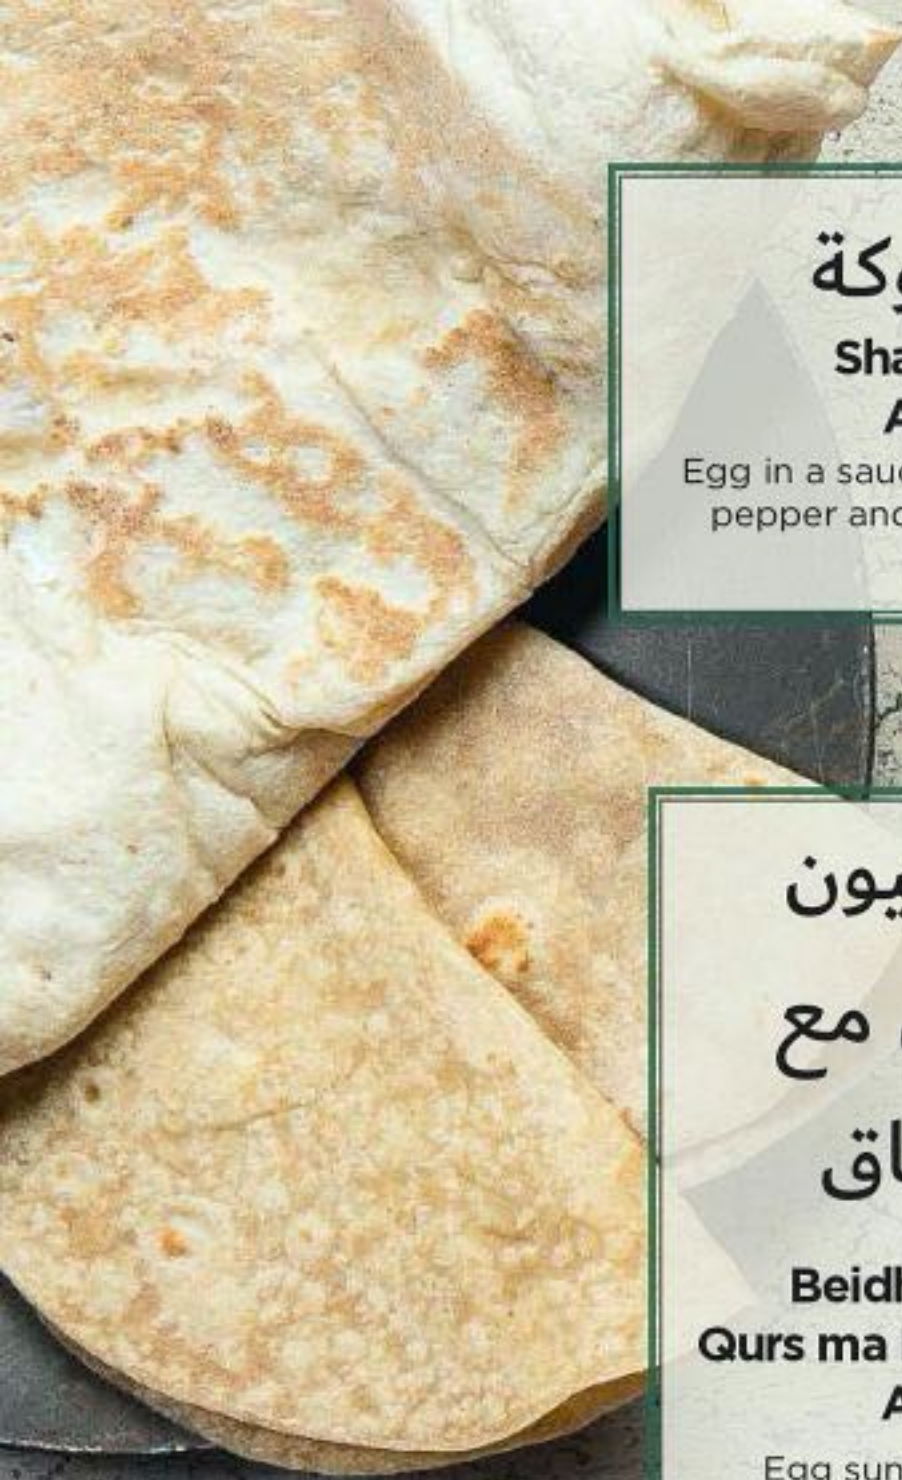 وكة
Sha
A
Egg in a sauc
pepper and
يون
مع
اق
Beidh
Qurs ma
A
Egg sun